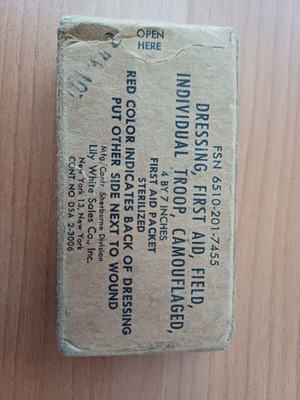 OPEN
HERE
FSN 6510-201-7455
DRESSING, FIRST AID, FIELD,
INDIVIDUAL TROOP, CAMOUFLAGED,
4 BY 7 INCHES
FIRST AID PACKET
STERILIZED
RED COLOR INDICATES BACK OF DRESSING
PUT OTHER SIDE NEXT TO WOUND
Mfg. Contr. Sherburne Division
Lily White Sales Co., Inc.
New York 13 New York
CONT. NO DSA 2-3006